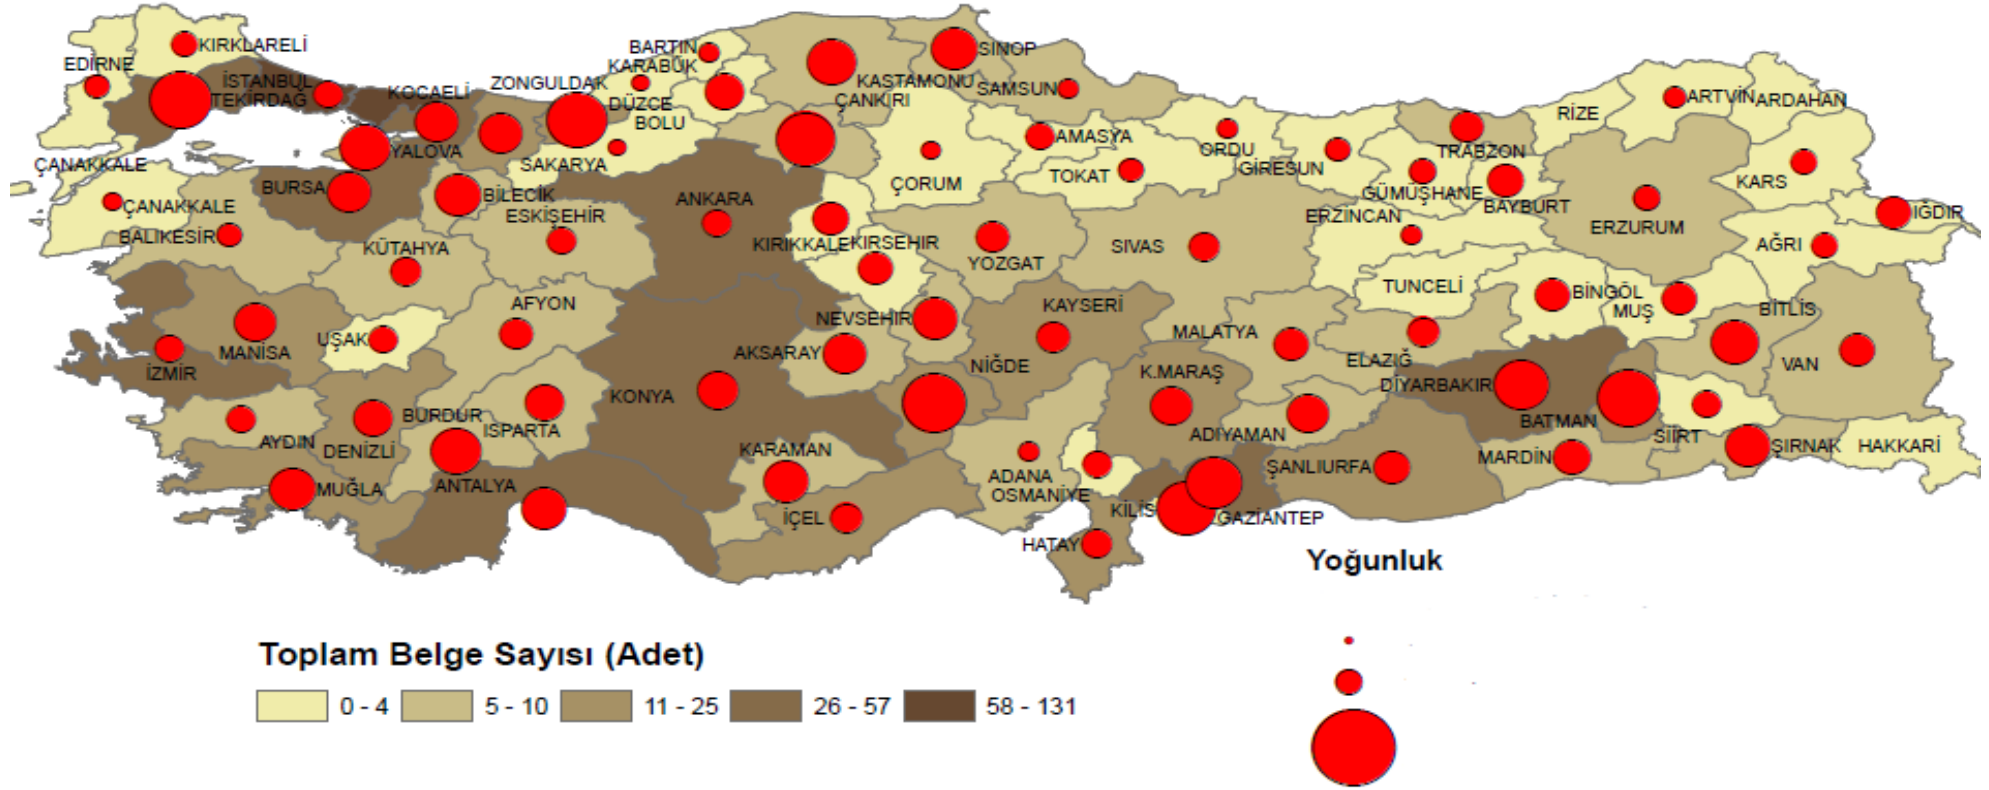 KIRKLARELİ
EDİRNE
İSTANBUL
TEKİRDAĞ
KOCAELİ
YALOVA
ZONGULDAK
BARTIN
KARABÜK
DÜZCE
BOLU
SAKARYA
KASTAMONU
ÇANKIRI
SİNOP
SAMSUN
AMASYA
TOKAT
ÇORUM
ORDU
GİRESUN
TRABZON
GÜMÜŞHANE
BAYBURT
RİZE
ARTVİN
ARDAHAN
KARS
IĞDIR
AĞRI
ERZURUM
ERZİNCAN
ÇANAKKALE
ÇANAKKALE
BALIKESİR
BURSA
BİLECİK
ESKİŞEHİR
KÜTAHYA
ANKARA
KIRIKKALE
KIRŞEHIR
YOZGAT
SIVAS
TUNCELİ
BİNGÖL
MUŞ
BİTLİS
VAN
AFYON
UŞAK
MANİSA
İZMİR
AYDIN
DENİZLİ
BURDUR
ISPARTA
MUĞLA
ANTALYA
KONYA
AKSARAY
NEVŞEHIR
NİĞDE
KAYSERİ
MALATYA
ELAZIĞ
K.MARAŞ
ADIYAMAN
DİYARBAKIR
BATMAN
SİİRT
ŞIRNAK
HAKKARİ
MARDİN
ŞANLIURFA
KARAMAN
İÇEL
ADANA
OSMANİYE
KİLİS
GAZİANTEP
HATAY
Yoğunluk
Toplam Belge Sayısı (Adet)
0 - 4 5 - 10 11 - 25 26 - 57 58 - 131